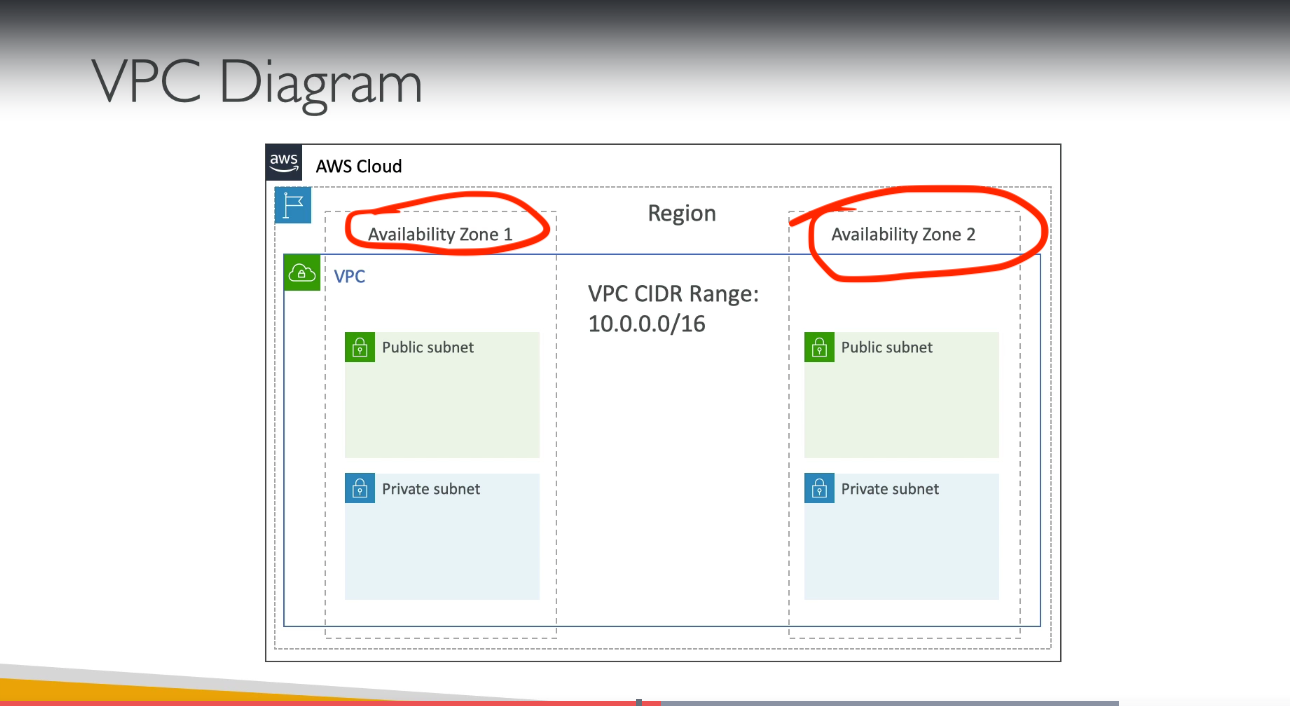 VPC Diagram
aws
AWS Cloud
Region
Availability Zone 1
Availability Zone 2
VPC
VPC CIDR Range:
10.0.0.0/16
Public subnet
Public subnet
Private subnet
Private subnet